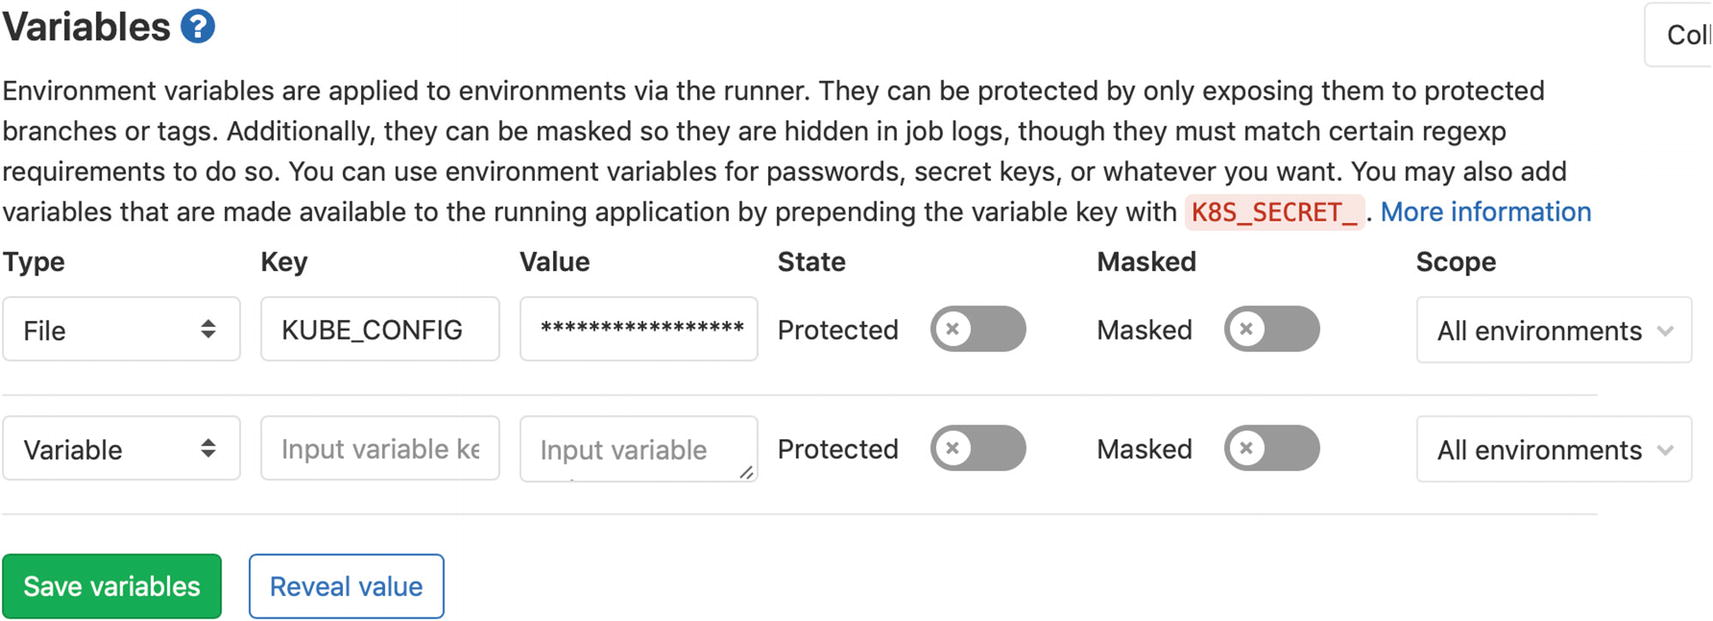 Variables ?
Coll
Environment variables are applied to environments via the runner. They can be protected by only exposing them to protected
branches or tags. Additionally, they can be masked so they are hidden in job logs, though they must match certain regexp
requirements to do so. You can use environment variables for passwords, secret keys, or whatever you want. You may also add
variables that are made available to the running application by prepending the variable key with K8S_SECRET_ . More information
Type Key Value State Masked Scope
File KUBE_CONFIG ***************** Protected Masked All environments
Variable Input variable ke Input variable Protected Masked All environments
Save variables Reveal value